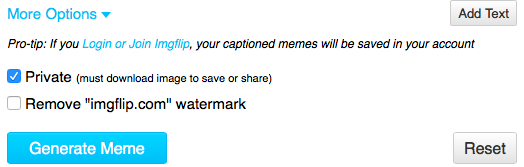 More Options ▼ Add Text
Pro-tip: If you Login or Join Imgflip, your captioned memes will be saved in your account
Private (must download image to save or share)
Remove "imgflip.com" watermark
Generate Meme Reset